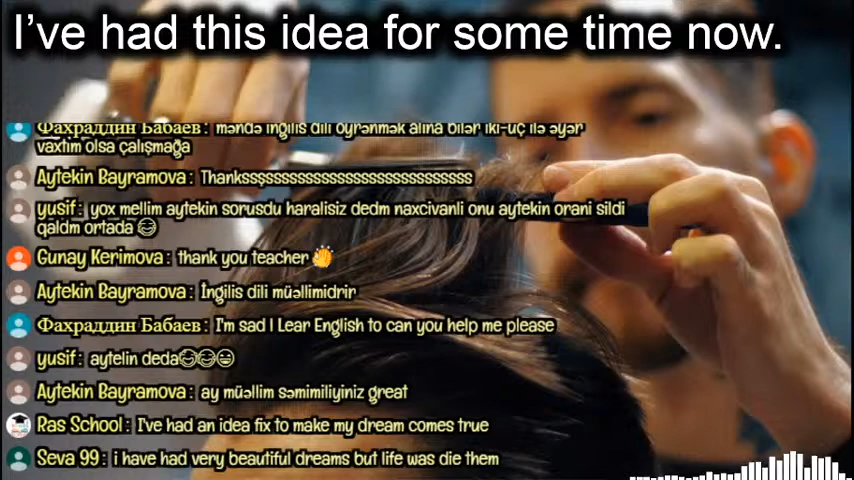 I've had this idea for some time now.
Фахраддин Бабаев: məndə ingilis dili öyrənmək alina bilər iki-üç ilə əyər
vaxtim olsa çalışmağa
Aytekin Bayramova: Thanksssssssssssssssssssssssssssssss
yusif: yox mellim aytekin sorusdu haralisiz dedm naxcivanli onu aytekin orani sildi
qaldm ortada 😂
Gunay Kerimova: thank you teacher 👏
Aytekin Bayramova: İngilis dili müəllimidrir
Фахраддин Бабаев: I'm sad I Lear English to can you help me please
yusif: aytelin deda😂😂😀
Aytekin Bayramova: ay müəllim səmimiliyiniz great
Ras School: I've had an idea fix to make my dream comes true
Seva 99: i have had very beautiful dreams but life was die them